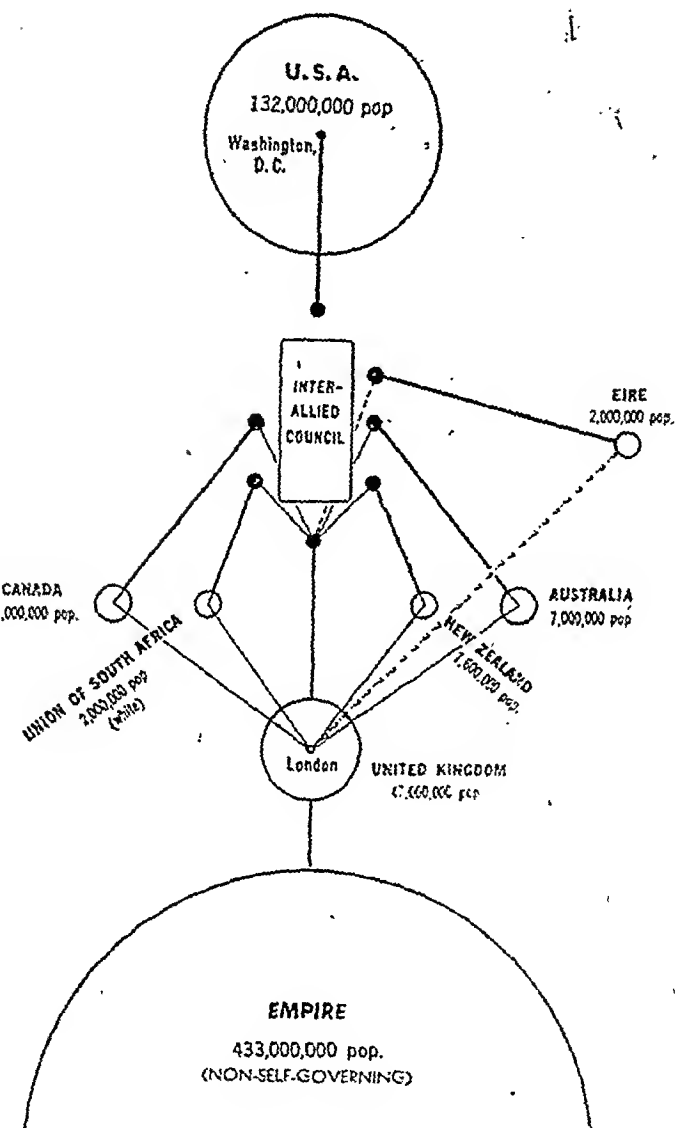 U.S.A.
132,000,000 pop
Washington,
D.C.
INTER-
ALLIED
COUNCIL
EIRE
2,000,000 pop.
CANADA
,000,000 pop.
UNION OF SOUTH AFRICA
2,000,000 pop
(white)
NEW ZEALAND
1,600,000 pop.
AUSTRALIA
7,000,000 pop
London
UNITED KINGDOM
EMPIRE
433,000,000 pop.
(NON-SELF-GOVERNING)